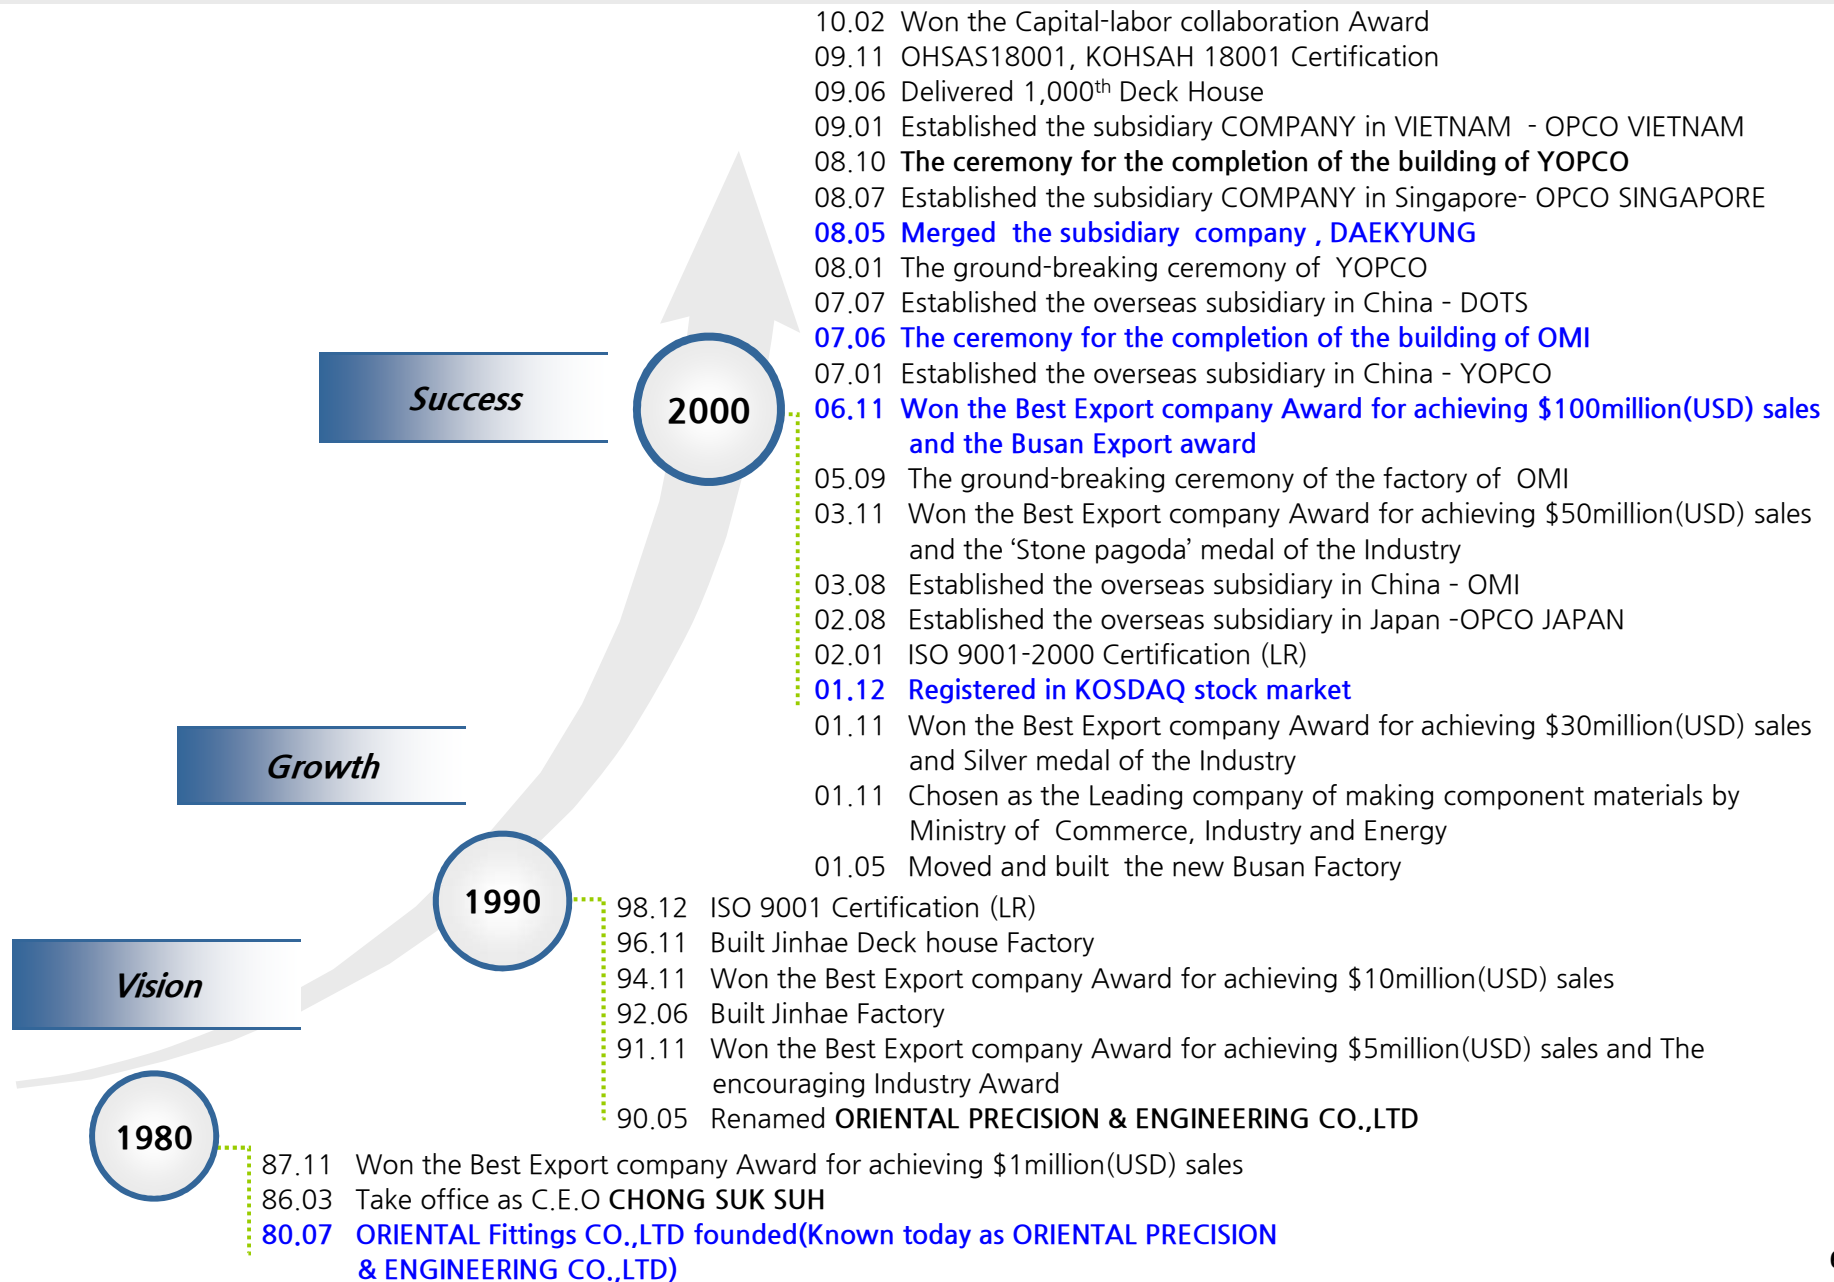 10.02 Won the Capital-labor collaboration Award
09.11 OHSAS18001, KOHSAH 18001 Certification
09.06 Delivered 1,000th Deck House
09.01 Established the subsidiary COMPANY in VIETNAM - OPCO VIETNAM
08.10 The ceremony for the completion of the building of YOPCO
08.07 Established the subsidiary COMPANY in Singapore- OPCO SINGAPORE
08.05 Merged the subsidiary company , DAEKYUNG
08.01 The ground-breaking ceremony of YOPCO
07.07 Established the overseas subsidiary in China - DOTS
07.06 The ceremony for the completion of the building of OMI
07.01 Established the overseas subsidiary in China - YOPCO
06.11 Won the Best Export company Award for achieving $100million(USD) sales
and the Busan Export award
05.09 The ground-breaking ceremony of the factory of OMI
03.11 Won the Best Export company Award for achieving $50million(USD) sales
and the ‘Stone pagoda’ medal of the Industry
03.08 Established the overseas subsidiary in China - OMI
02.08 Established the overseas subsidiary in Japan -OPCO JAPAN
02.01 ISO 9001-2000 Certification (LR)
01.12 Registered in KOSDAQ stock market
01.11 Won the Best Export company Award for achieving $30million(USD) sales
and Silver medal of the Industry
01.11 Chosen as the Leading company of making component materials by
Ministry of Commerce, Industry and Energy
01.05 Moved and built the new Busan Factory
Success
2000
Growth
1990
98.12 ISO 9001 Certification (LR)
96.11 Built Jinhae Deck house Factory
94.11 Won the Best Export company Award for achieving $10million(USD) sales
92.06 Built Jinhae Factory
91.11 Won the Best Export company Award for achieving $5million(USD) sales and The
encouraging Industry Award
90.05 Renamed ORIENTAL PRECISION & ENGINEERING CO.,LTD
Vision
1980
87.11 Won the Best Export company Award for achieving $1million(USD) sales
86.03 Take office as C.E.O CHONG SUK SUH
80.07 ORIENTAL Fittings CO.,LTD founded(Known today as ORIENTAL PRECISION
& ENGINEERING CO.,LTD)